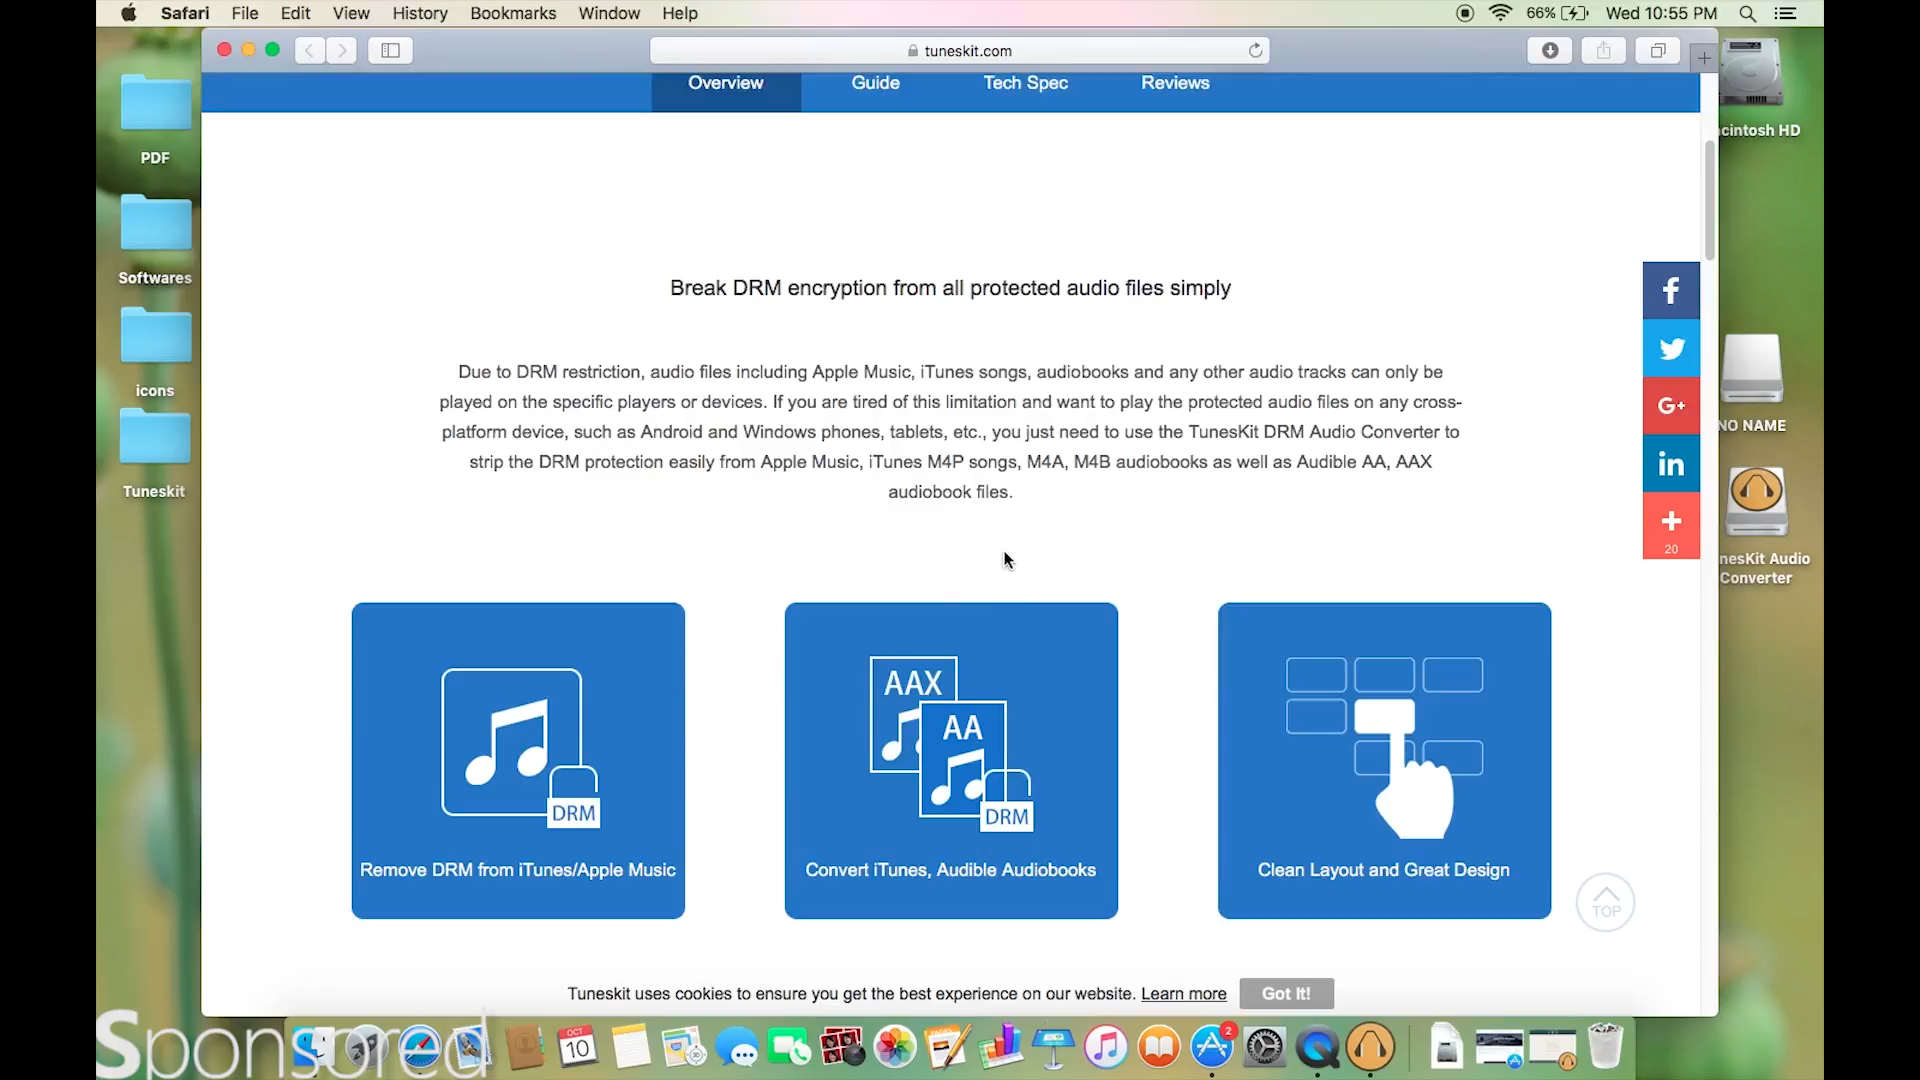 Safari File Edit View History Bookmarks Window Help 66% Wed 10:55 PM
tuneskit.com
Overview Guide Tech Spec Reviews
PDF
Softwares
icons
Tuneskit
cintosh HD
NO NAME
nesKit Audio
Converter
Break DRM encryption from all protected audio files simply
Due to DRM restriction, audio files including Apple Music, iTunes songs, audiobooks and any other audio tracks can only be
played on the specific players or devices. If you are tired of this limitation and want to play the protected audio files on any cross-
platform device, such as Android and Windows phones, tablets, etc., you just need to use the TunesKit DRM Audio Converter to
strip the DRM protection easily from Apple Music, iTunes M4P songs, M4A, M4B audiobooks as well as Audible AA, AAX
audiobook files.
f
G+
in
+
20
DRM
Remove DRM from iTunes/Apple Music
AAX
AA
DRM
Convert iTunes, Audible Audiobooks
Clean Layout and Great Design
TOP
Tuneskit uses cookies to ensure you get the best experience on our website. Learn more Got It!
Sponsored
OCT
10
2